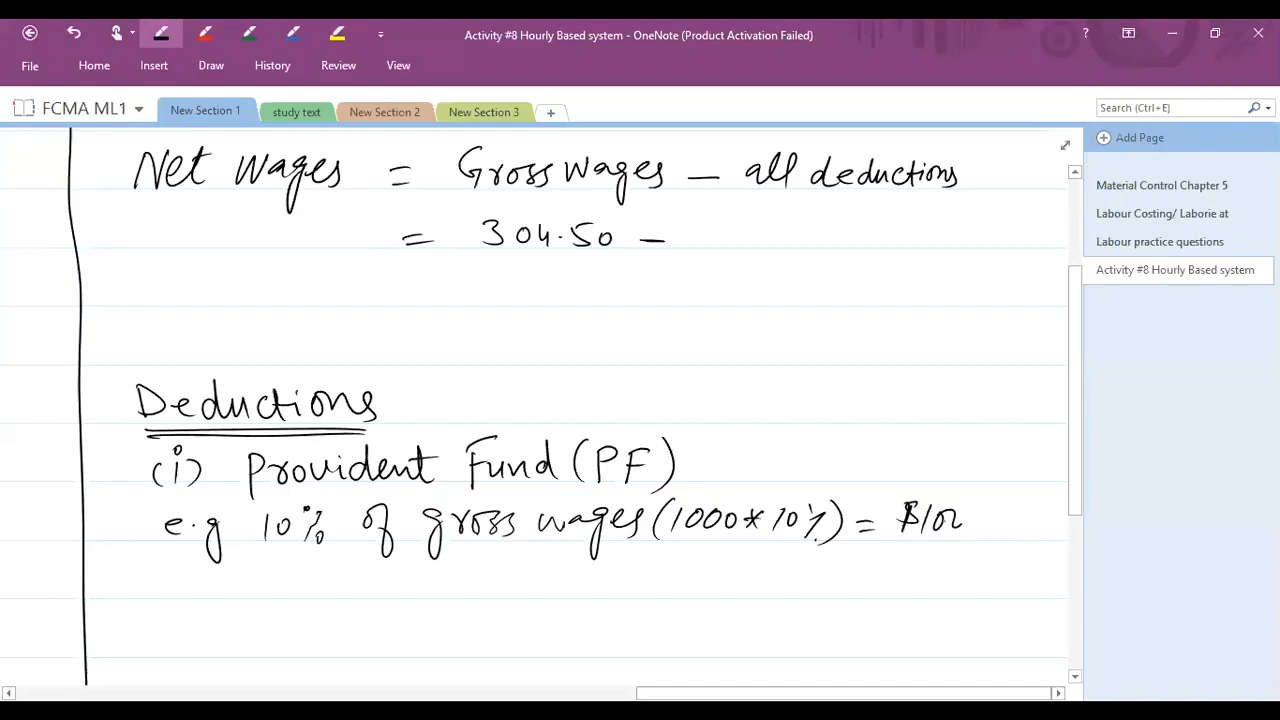 Activity #8 Hourly Based system - OneNote (Product Activation Failed)
File Home Insert Draw History Review View
FCMA ML1 New Section 1 study text New Section 2 New Section 3
Search (Ctrl+E)
Add Page
Material Control Chapter 5
Labour Costing/ Laborie at
Labour practice questions
Activity #8 Hourly Based system
Net Wages = Gross wages - all deductions
= 304.50 -
Deductions
(i) Provident Fund (PF)
e.g 10% of gross wages (1000*10%) =